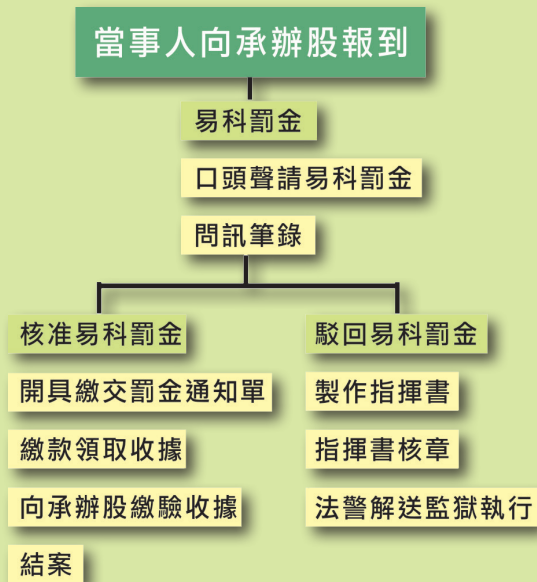 當事人向承辦股報到
易科罰金
口頭聲請易科罰金
問訊筆錄
核准易科罰金
開具繳交罰金通知單
繳款領取收據
向承辦股繳驗收據
結案
駁回易科罰金
製作指揮書
指揮書核章
法警解送監獄執行